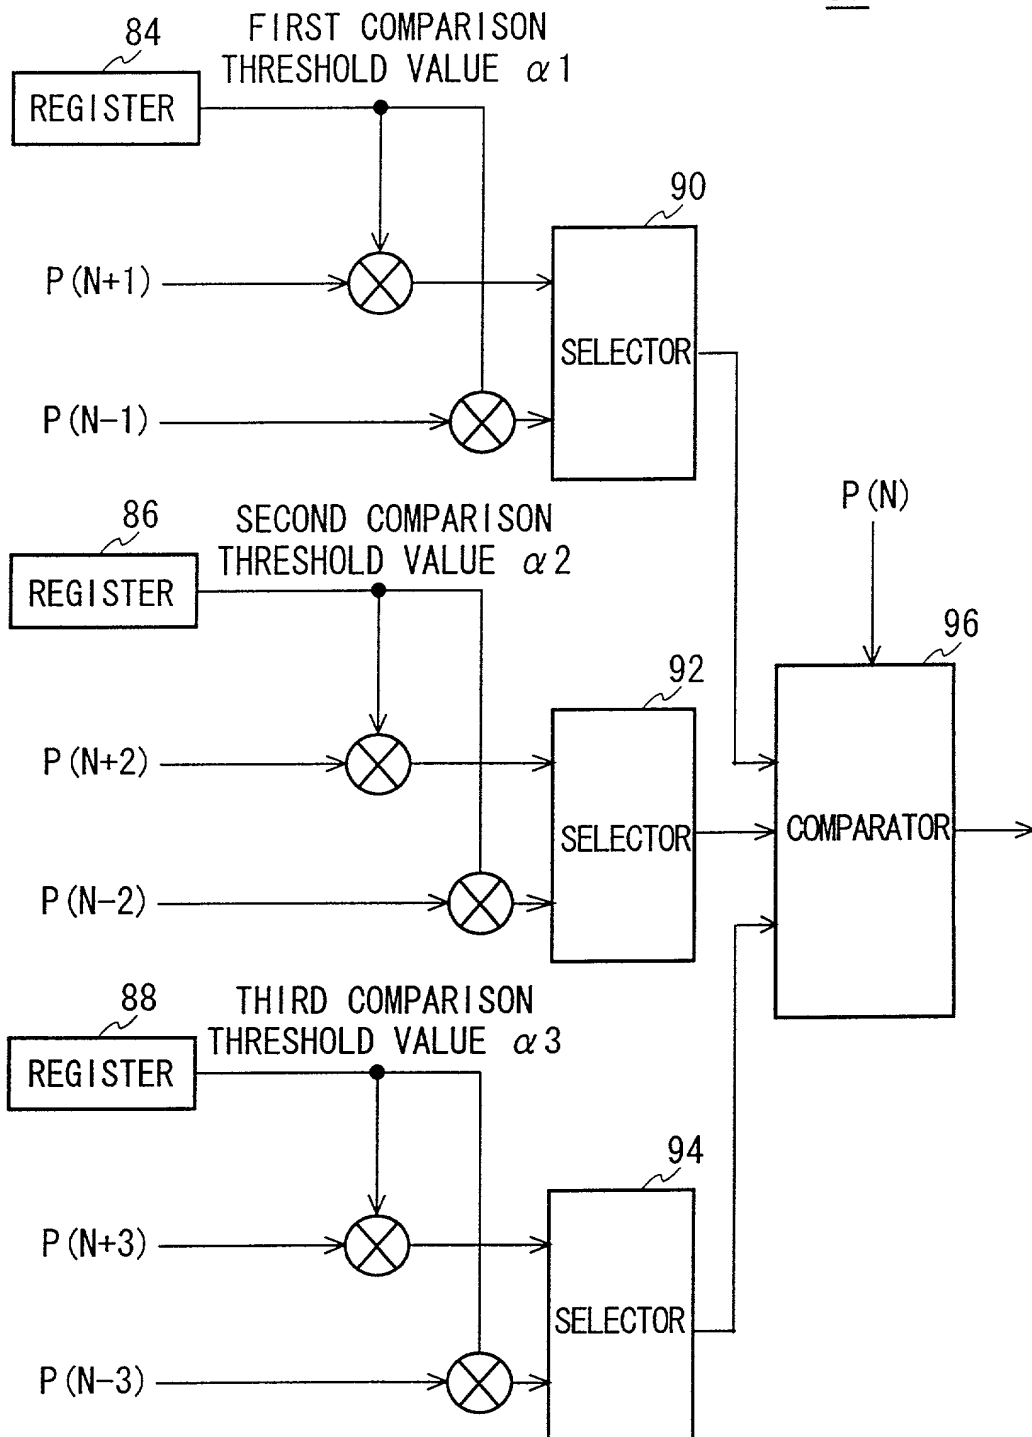 84
FIRST COMPARISON
THRESHOLD VALUE α1
REGISTER
90
P(N+1)
SELECTOR
P(N-1)
86
SECOND COMPARISON
THRESHOLD VALUE α2
P(N)
REGISTER
96
92
P(N+2)
SELECTOR
COMPARATOR
P(N-2)
88
THIRD COMPARISON
THRESHOLD VALUE α3
REGISTER
94
P(N+3)
SELECTOR
P(N-3)